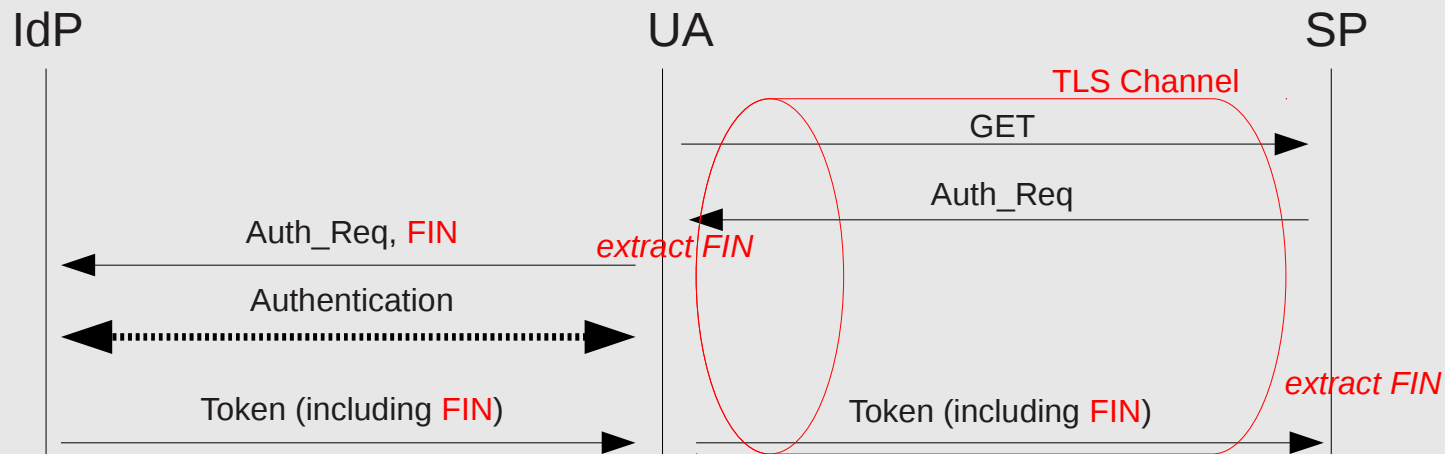 IdP
UA
SP
TLS Channel
GET
Auth_Req
Auth_Req, FIN
extract FIN
Authentication
extract FIN
Token (including FIN)
Token (including FIN)